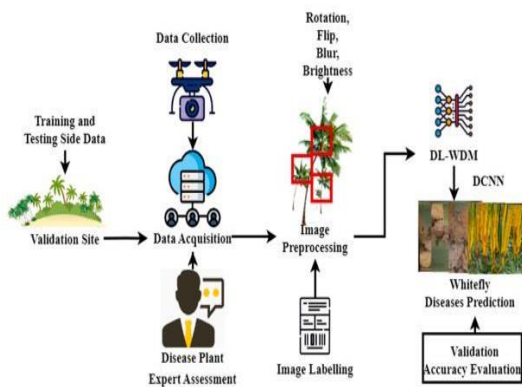 Data Collection
Rotation,
Flip,
Blur,
Brightness
Training and
Testing Side Data
DL-WDM
DCNN
Validation Site
Data Acquisition
Image
Preprocessing
Whitefly
Diseases Prediction
Disease Plant
Expert Assessment
Image Labelling
Validation
Accuracy Evaluation